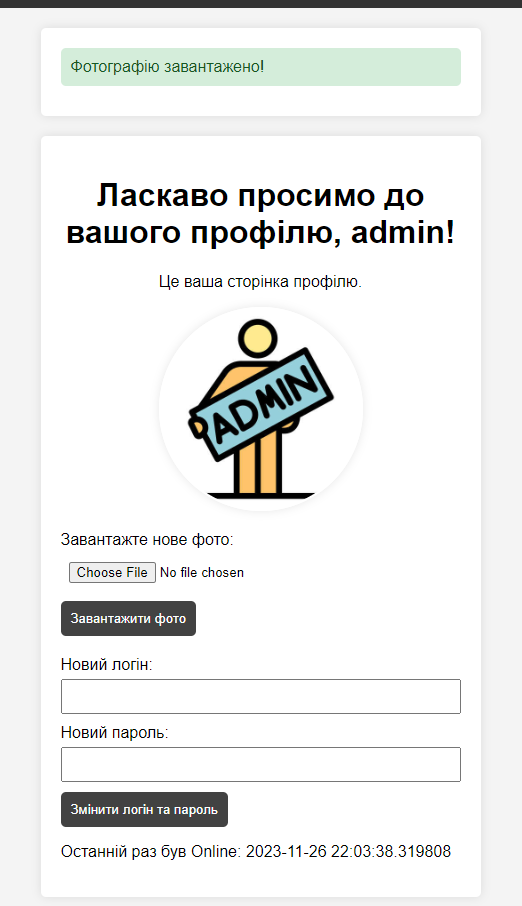 Фотографію завантажено!
Ласкаво просимо до
вашого профілю, admin!
Це ваша сторінка профілю.
ADMIN
Завантажте нове фото:
Choose File No file chosen
Завантажити фото
Новий логін:
Новий пароль:
Змінити логін та пароль
Останній раз був Online: 2023-11-26 22:03:38.319808